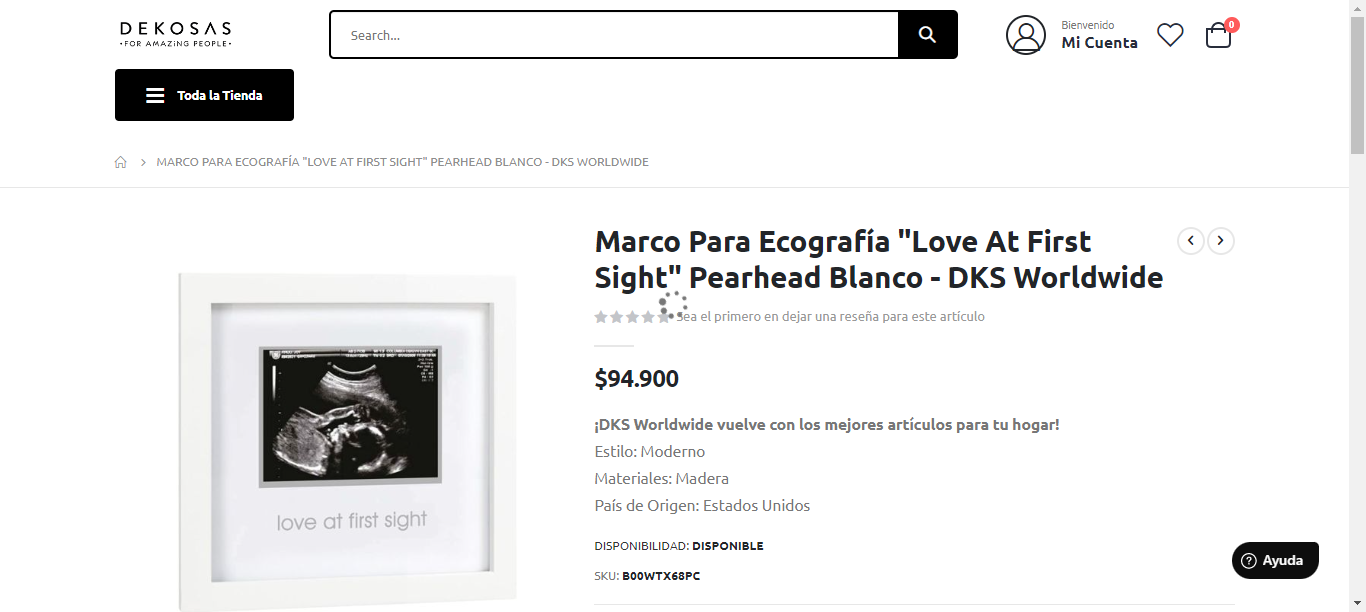 DEKOSAS
•FOR AMAZING PEOPLE•
Search...
Bienvenido
Mi Cuenta
0
Toda la Tienda
MARCO PARA ECOGRAFÍA "LOVE AT FIRST SIGHT" PEARHEAD BLANCO - DKS WORLDWIDE
Marco Para Ecografía "Love At First
Sight" Pearhead Blanco - DKS Worldwide
Sea el primero en dejar una reseña para este artículo
$94.900
¡DKS Worldwide vuelve con los mejores artículos para tu hogar!
Estilo: Moderno
Materiales: Madera
País de Origen: Estados Unidos
DISPONIBILIDAD: DISPONIBLE
SKU: B00WTX68PC
love at first sight
Ayuda